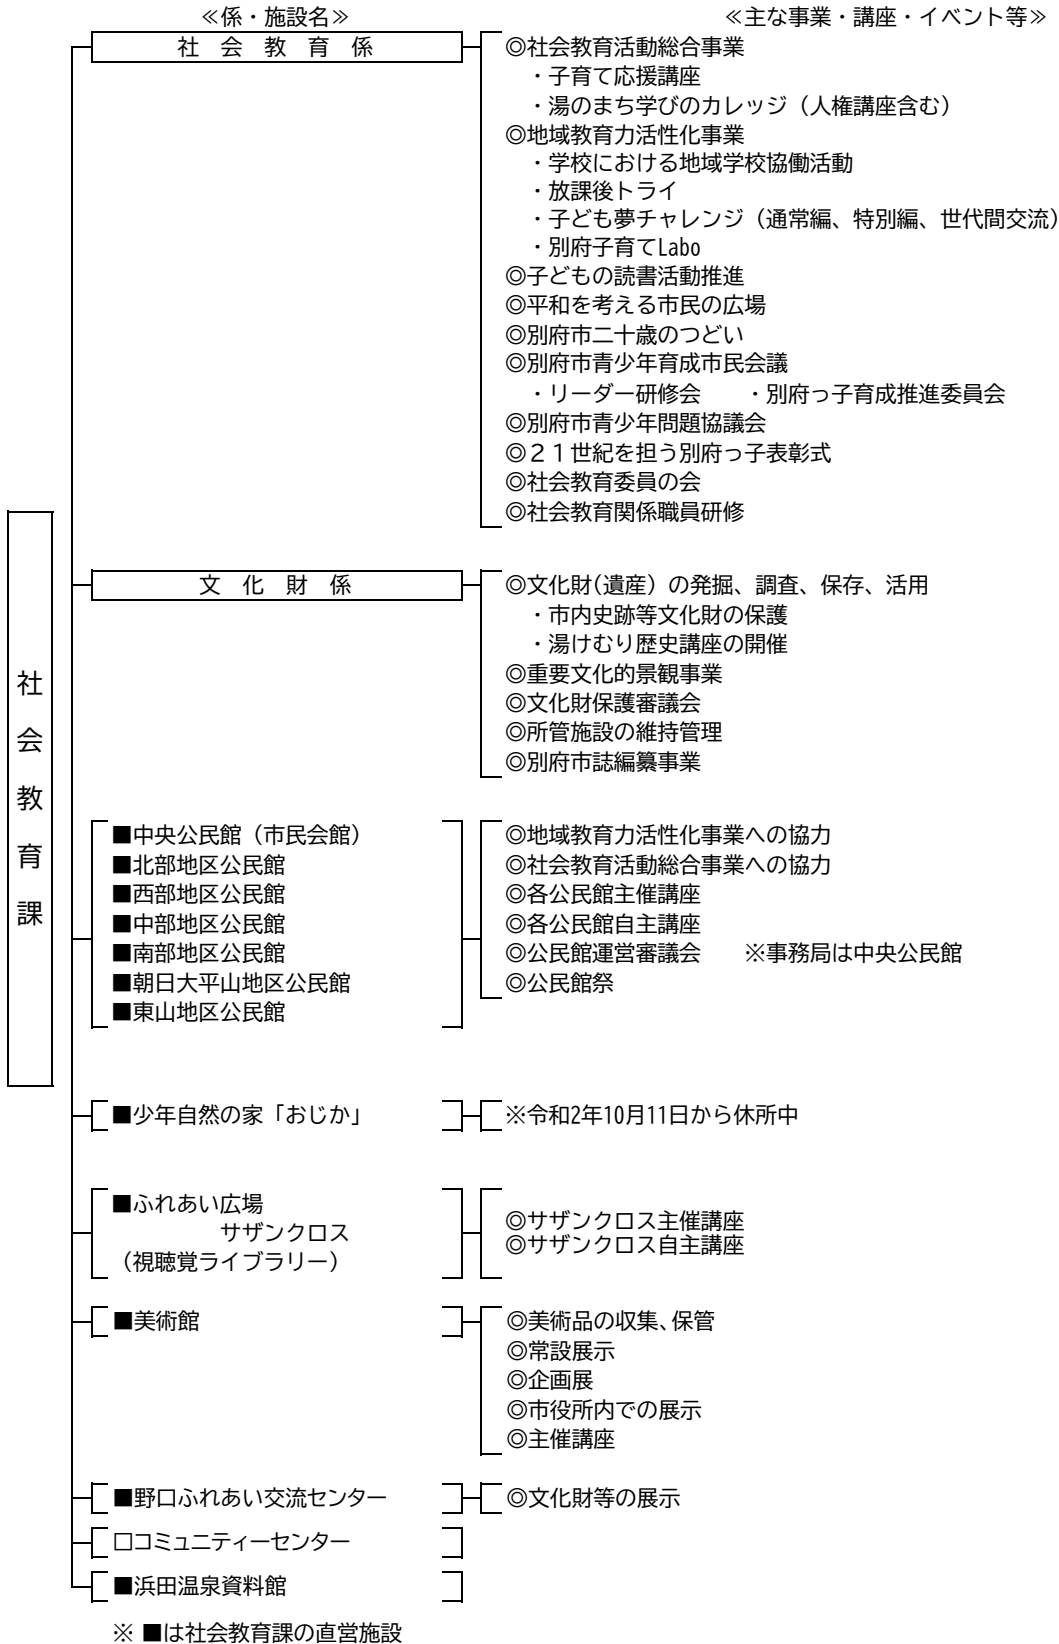 ≪係・施設名≫　≪主な事業・講座・イベント等≫
社会教育課
社　会　教　育　係
◎社会教育活動総合事業
・子育て応援講座
・湯のまち学びのカレッジ（人権講座含む）
◎地域教育力活性化事業
・学校における地域学校協働活動
・放課後トライ
・子ども夢チャレンジ（通常編、特別編、世代間交流）
・別府子育てLabo
◎子どもの読書活動推進
◎平和を考える市民の広場
◎別府市二十歳のつどい
◎別府市青少年育成市民会議
・リーダー研修会　　・別府っ子育成推進委員会
◎別府市青少年問題協議会
◎２１世紀を担う別府っ子表彰式
◎社会教育委員の会
◎社会教育関係職員研修
文　化　財　係
◎文化財(遺産）の発掘、調査、保存、活用
・市内史跡等文化財の保護
・湯けむり歴史講座の開催
◎重要文化的景観事業
◎文化財保護審議会
◎所管施設の維持管理
◎別府市誌編纂事業
■中央公民館（市民会館）
■北部地区公民館
■西部地区公民館
■中部地区公民館
■南部地区公民館
■朝日大平山地区公民館
■東山地区公民館
◎地域教育力活性化事業への協力
◎社会教育活動総合事業への協力
◎各公民館主催講座
◎各公民館自主講座
◎公民館運営審議会　　※事務局は中央公民館
◎公民館祭
■少年自然の家「おじか」
※令和2年10月11日から休所中
■ふれあい広場
サザンクロス
（視聴覚ライブラリー）
◎サザンクロス主催講座
◎サザンクロス自主講座
■美術館
◎美術品の収集、保管
◎常設展示
◎企画展
◎市役所内での展示
◎主催講座
■野口ふれあい交流センター
◎文化財等の展示
□コミュニティーセンター
■浜田温泉資料館
※ ■は社会教育課の直営施設